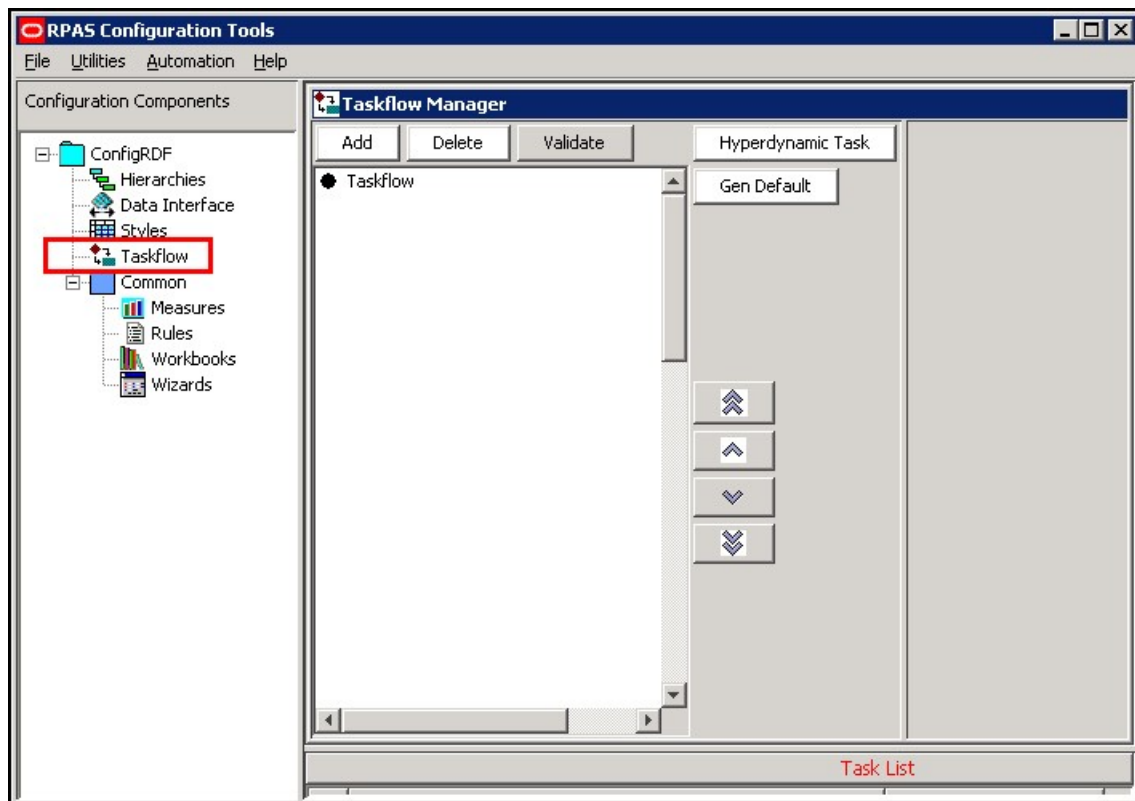 RPAS Configuration Tools
File Utilities Automation Help
Configuration Components
ConfigRDF
Hierarchies
Data Interface
Styles
Taskflow
Common
Measures
Rules
Workbooks
Wizards
Taskflow Manager
Add Delete Validate Hyperdynamic Task
Taskflow
Gen Default
Task List